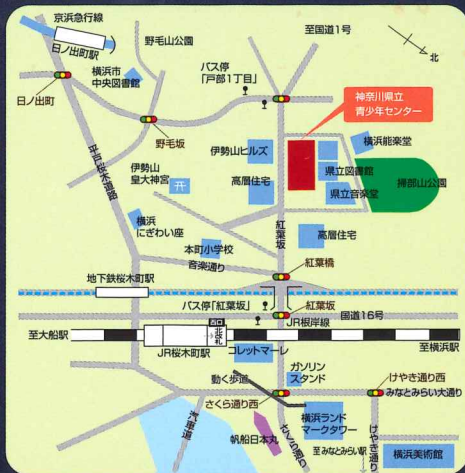 京浜急行線
日ノ出町駅
野毛山公園
至国道1号
北
横浜市
中央図書館
バス停
「戸部1丁目」
日ノ出町
野毛坂
神奈川県立
青少年センター
平戸桜木道路
伊勢山
皇大神宮
伊勢山ヒルズ
高層住宅
横浜能楽堂
県立図書館
県立音楽堂
掃部山公園
横浜
にぎわい座
本町小学校
音楽通り
紅葉坂
高層住宅
紅葉橋
地下鉄桜木町駅
バス停「紅葉坂」
紅葉坂
国道16号
JR根岸線
至大船駅
北改札
西口
至横浜駅
JR桜木町駅
コレットマーレ
動く歩道
ガソリン
スタンド
けやき通り西
さくら通り西
みなとみらい大通り
汽車道
帆船日本丸
さくら通り
横浜ランド
マークタワー
至みなとみらい駅
けやき通り
横浜美術館